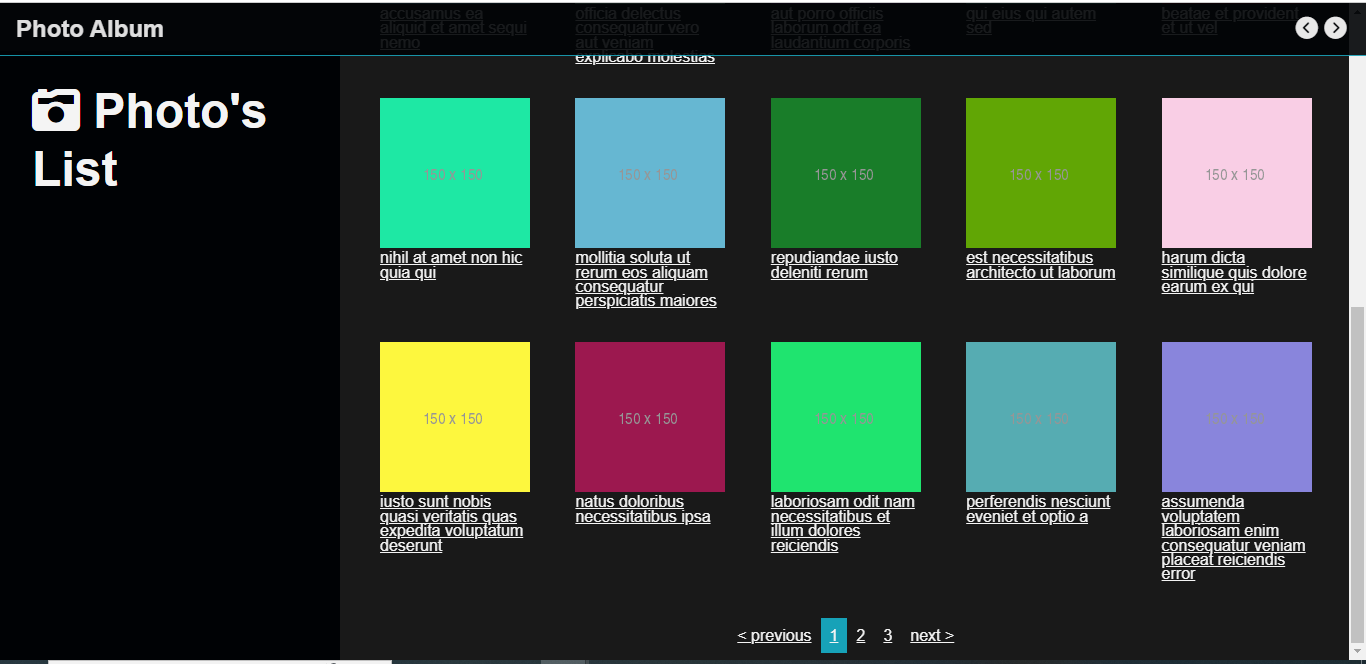 Photo Album
accusamus ea
aliquid et amet sequi
nemo
officia delectus
consequatur vero
aut veniam
explicabo molestias
aut porro officiis
laborum odit ea
laudantium corporis
qui eius qui autem
sed
beatae et provident
et ut vel
Photo's
List
150 x 150
150 x 150
150 x 150
150 x 150
150 x 150
nihil at amet non hic
quia qui
mollitia soluta ut
rerum eos aliquam
consequatur
perspiciatis maiores
repudiandae iusto
deleniti rerum
est necessitatibus
architecto ut laborum
harum dicta
similique quis dolore
earum ex qui
150 x 150
150 x 150
150 x 150
150 x 150
150 x 150
iusto sunt nobis
quasi veritatis quas
expedita voluptatum
deserunt
natus doloribus
necessitatibus ipsa
laboriosam odit nam
necessitatibus et
illum dolores
reiciendis
perferendis nesciunt
eveniet et optio a
assumenda
voluptatem
laboriosam enim
consequatur veniam
placeat reiciendis
error
< previous 1 2 3 next >